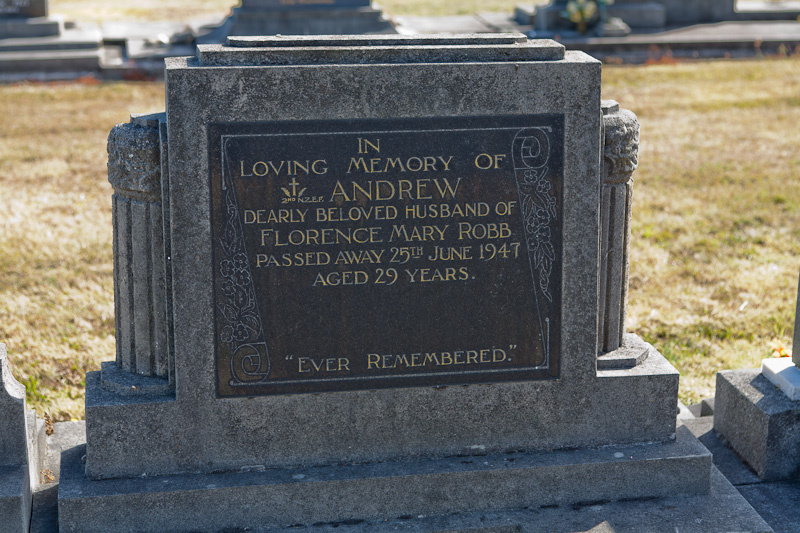 IN
LOVING MEMORY OF
2ND N.Z.E.F. ANDREW
DEARLY BELOVED HUSBAND OF
FLORENCE MARY ROBB
PASSED AWAY 25TH JUNE 1947
AGED 29 YEARS.
"EVER REMEMBERED."